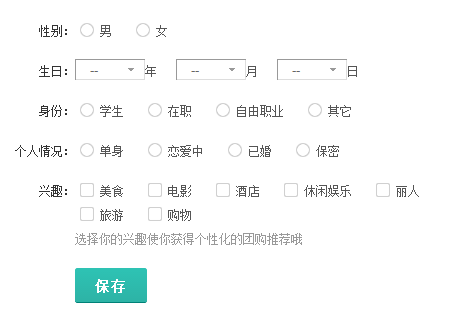 性别： 男 女
生日： -- 年 -- 月 -- 日
身份： 学生 在职 自由职业 其它
个人情况： 单身 恋爱中 已婚 保密
兴趣： 美食 电影 酒店 休闲娱乐 丽人
旅游 购物
选择你的兴趣使你获得个性化的团购推荐哦
保存